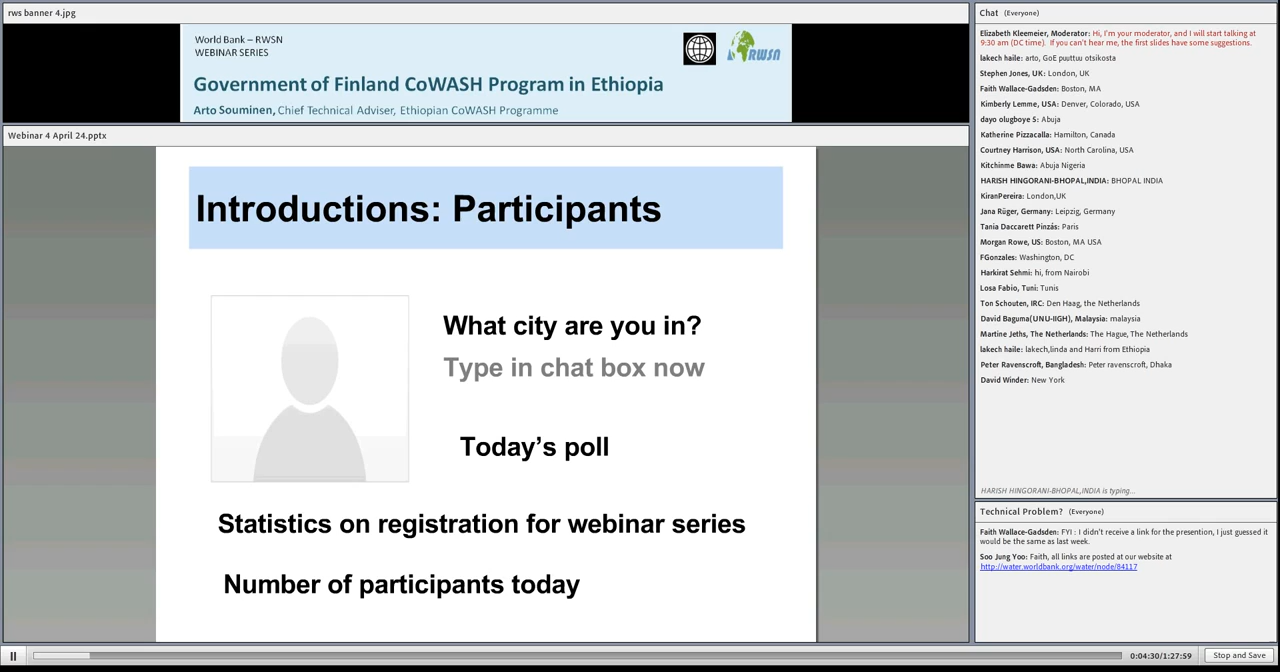 rws banner 4.jpg
World Bank – RWSN
WEBINAR SERIES
RWSN
Government of Finland CoWASH Program in Ethiopia
Arto Souminen, Chief Technical Adviser, Ethiopian CoWASH Programme
Webinar 4 April 24.pptx
Introductions: Participants
What city are you in?
Type in chat box now
Today's poll
Statistics on registration for webinar series
Number of participants today
Chat (Everyone)
Elizabeth Kleemeier, Moderator: Hi, I'm your moderator, and I will start talking at
9:30 am (DC time). If you can't hear me, the first slides have some suggestions.
lakech haile: arto, GoE puuttuu otsikosta
Stephen Jones, UK: London, UK
Faith Wallace-Gadsden: Boston, MA
Kimberly Lemme, USA: Denver, Colorado, USA
dayo olugboye S: Abuja
Katherine Pizzacalla: Hamilton, Canada
Courtney Harrison, USA: North Carolina, USA
Kitchinme Bawa: Abuja Nigeria
HARISH HINGORANI-BHOPAL,INDIA: BHOPAL INDIA
KiranPereira: London,UK
Jana Rüger, Germany: Leipzig, Germany
Tania Daccarett Pinzás: Paris
Morgan Rowe, US: Boston, MA USA
FGonzales: Washington, DC
Harkirat Sehmi: hi, from Nairobi
Losa Fabio, Tuni: Tunis
Ton Schouten, IRC: Den Haag, the Netherlands
David Baguma(UNU-IIGH), Malaysia: malaysia
Martine Jeths, The Netherlands: The Hague, The Netherlands
lakech haile: lakech,linda and Harri from Ethiopia
Peter Ravenscroft, Bangladesh: Peter ravenscroft, Dhaka
David Winder: New York
HARISH HINGORANI-BHOPAL,INDIA is typing...
Technical Problem? (Everyone)
Faith Wallace-Gadsden: FYI : I didn't receive a link for the presention, I just guessed it
would be the same as last week.
Soo Jung Yoo: Faith, all links are posted at our website at
http://water.worldbank.org/water/node/84117
0:04:30/1:27:59
Stop and Save